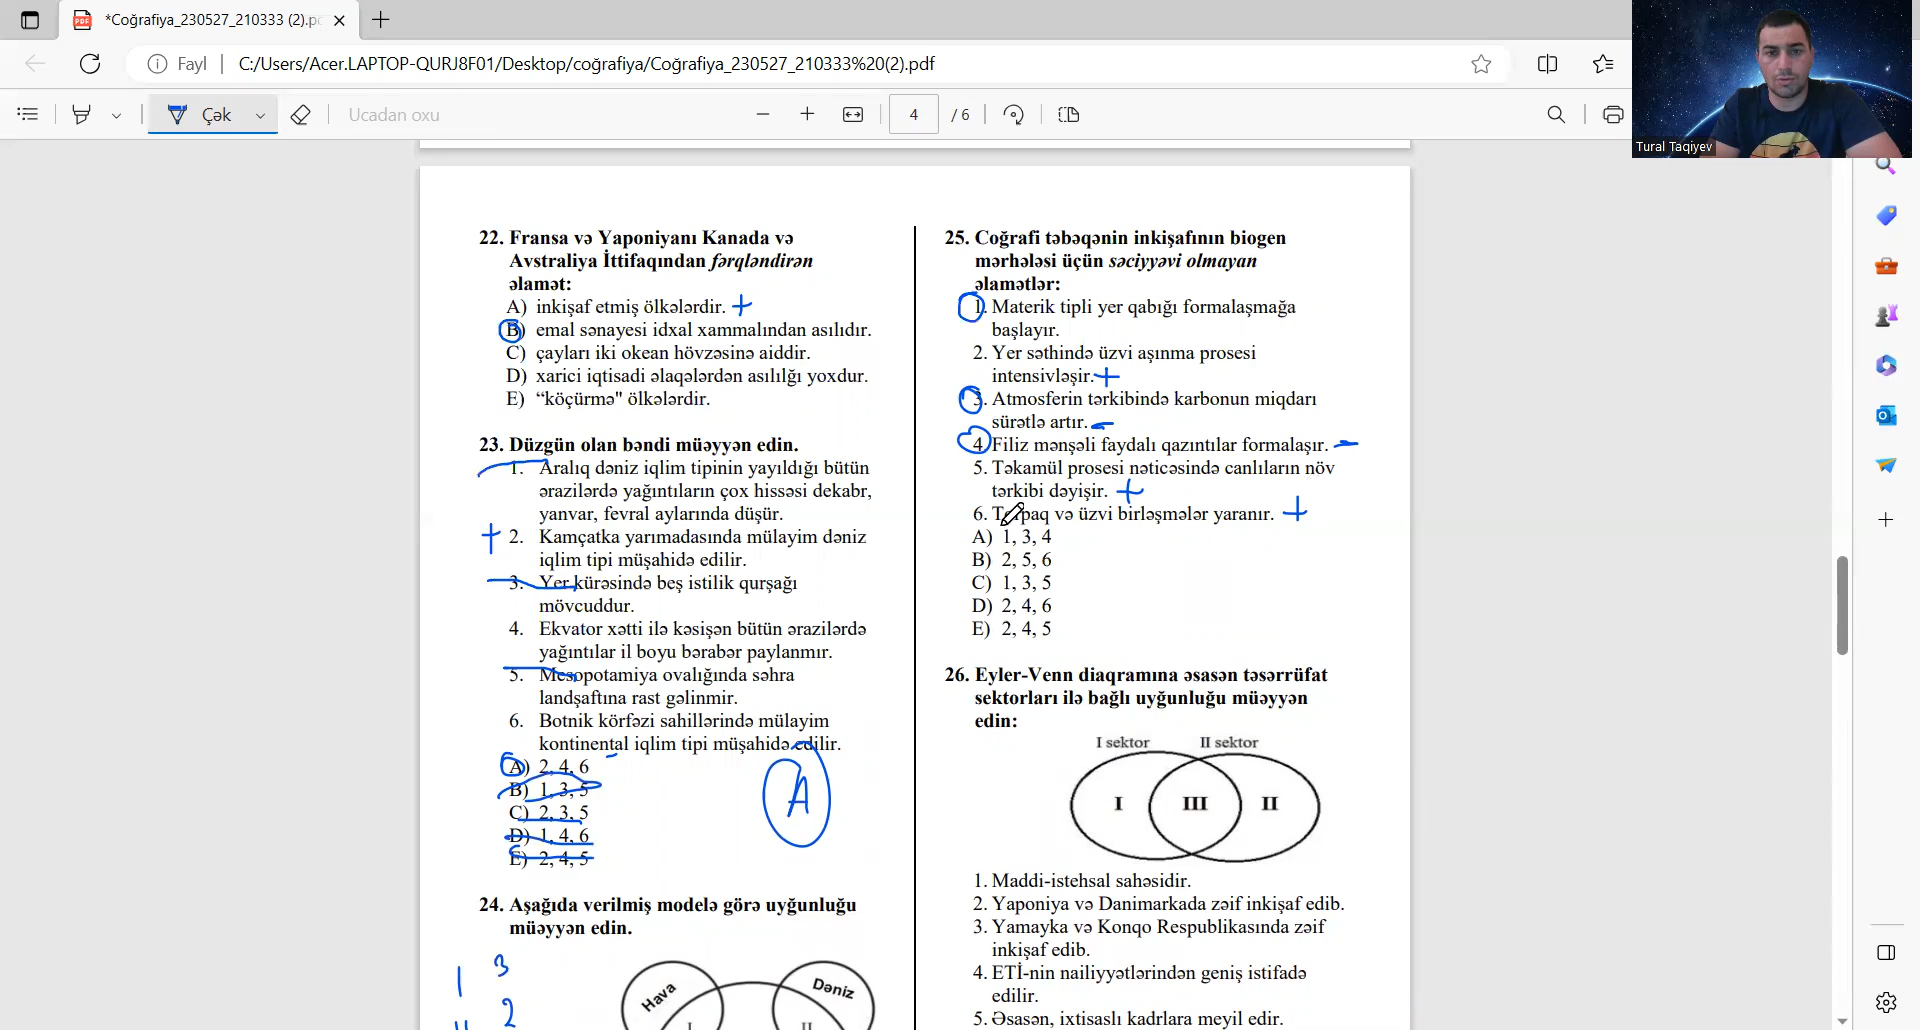 *Coğrafiya_230527_210333 (2).pd
Fayl
C:/Users/Acer.LAPTOP-QURJ8F01/Desktop/coğrafiya/Coğrafiya_230527_210333%20(2).pdf
Çək
Ucadan oxu
4 / 6
Tural Taqiyev
22. Fransa və Yaponiyanı Kanada və
Avstraliya İttifaqından fərqləndirən
əlamət:
A) inkişaf etmiş ölkələrdir. +
B) emal sənayesi idxal xammalından asılıdır.
C) çayları iki okean hövzəsinə aiddir.
D) xarici iqtisadi əlaqələrdən asılılğı yoxdur.
E) “köçürmə" ölkələrdir.
23. Düzgün olan bəndi müəyyən edin.
1. Aralıq dəniz iqlim tipinin yayıldığı bütün
ərazilərdə yağıntıların çox hissəsi dekabr,
yanvar, fevral aylarında düşür.
+ 2. Kamçatka yarımadasında mülayim dəniz
iqlim tipi müşahidə edilir.
3. Yer kürəsində beş istilik qurşağı
mövcuddur.
4. Ekvator xətti ilə kəsişən bütün ərazilərdə
yağıntılar il boyu bərabər paylanmır.
5. Mesopotamiya ovalığında səhra
landşaftına rast gəlinmir.
6. Botnik körfəzi sahillərində mülayim
kontinental iqlim tipi müşahidə edilir.
A) 2, 4, 6
B) 1, 3, 5
C) 2, 3, 5
D) 1, 4, 6
E) 2, 4, 5
A
24. Aşağıda verilmiş modelə görə uyğunluğu
müəyyən edin.
1 3
2
Hava
Dəniz
I
II
25. Coğrafi təbəqənin inkişafının biogen
mərhələsi üçün səciyyəvi olmayan
əlamətlər:
1. Materik tipli yer qabığı formalaşmağa
başlayır.
2. Yer səthində üzvi aşınma prosesi
intensivləşir. +
3. Atmosferin tərkibində karbonun miqdarı
sürətlə artır. -
4. Filiz mənşəli faydalı qazıntılar formalaşır. -
5. Təkamül prosesi nəticəsində canlıların növ
tərkibi dəyişir. +
6. Torpaq və üzvi birləşmələr yaranır. +
A) 1, 3, 4
B) 2, 5, 6
C) 1, 3, 5
D) 2, 4, 6
E) 2, 4, 5
26. Eyler-Venn diaqramına əsasən təsərrüfat
sektorları ilə bağlı uyğunluğu müəyyən
edin:
I sektor
II sektor
I III II
1. Maddi-istehsal sahəsidir.
2. Yaponiya və Danimarkada zəif inkişaf edib.
3. Yamayka və Konqo Respublikasında zəif
inkişaf edib.
4. ETİ-nin nailiyyətlərindən geniş istifadə
edilir.
5. Əsasən, ixtisaslı kadrlara meyil edir.